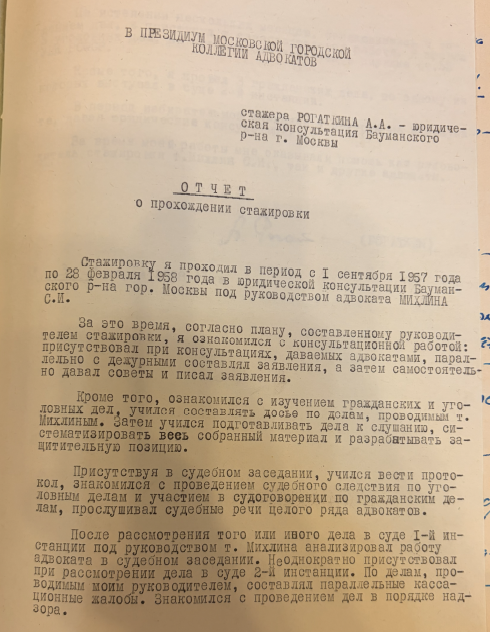 В ПРЕЗИДИУМ МОСКОВСКОЙ ГОРОДСКОЙ
КОЛЛЕГИИ АДВОКАТОВ
стажера РОГАТКИНА А.А. - юридиче-
ская консультация Бауманского
р-на г. Москвы
ОТЧЕТ
о прохождении стажировки
Стажировку я проходил в период с I сентября 1957 года
по 28 февраля 1958 года в юридической консультации Бауман-
ского р-на гор. Москвы под руководством адвоката МИХЛИНА
С.И.
За это время, согласно плану, составленному руководи-
телем стажировки, я ознакомился с консультационной работой:
присутствовал при консультациях, даваемых адвокатами, парал-
лельно с дежурными составлял заявления, а затем самостоятель-
но давал советы и писал заявления.
Кроме того, ознакомился с изучением гражданских и уго-
ловных дел, учился составлять досье по делам, проводимым т.
Михлиным. Затем учился подготавливать дела к слушанию, си-
стематизировать весь собранный материал и разрабатывать за-
щитительную позицию.
Присутствуя в судебном заседании, учился вести прото-
кол, знакомился с проведением судебного следствия по уго-
ловным делам и участием в судоговорении по гражданским де-
лам, прослушивал судебные речи целого ряда адвокатов.
После рассмотрения того или иного дела в суде I-й ин-
станции под руководством т. Михлина анализировал работу
адвоката в судебном заседании. Неоднократно присутствовал
при рассмотрении дела в суде 2-й инстанции. По делам, про-
водимым моим руководителем, составлял параллельные касса-
ционные жалобы. Знакомился с проведением дел в порядке над-
зора.